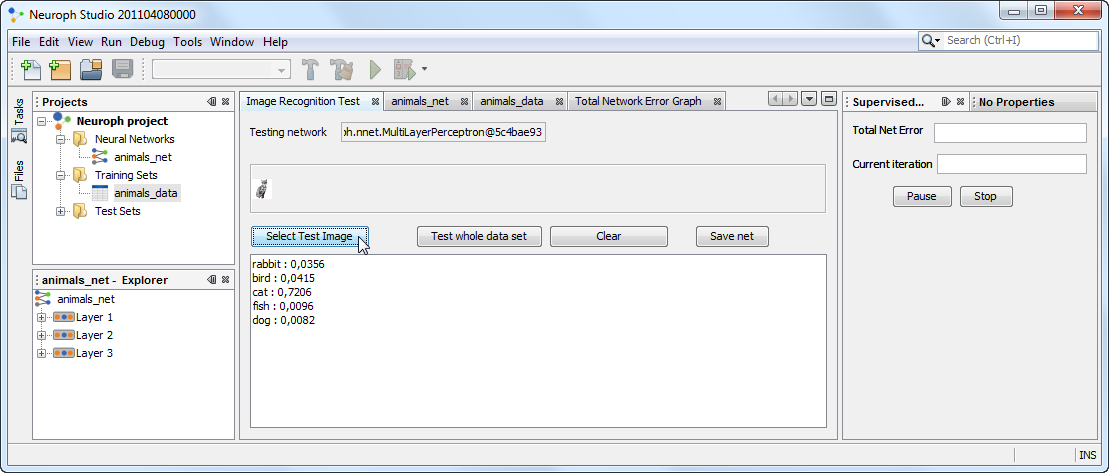 Neuroph Studio 201104080000
File Edit View Run Debug Tools Window Help
Search (Ctrl+I)
Tasks
Files
Projects
Neuroph project
Neural Networks
animals_net
Training Sets
animals_data
Test Sets
animals_net - Explorer
animals_net
Layer 1
Layer 2
Layer 3
Image Recognition Test
animals_net
animals_data
Total Network Error Graph
Testing network
ph.nnet.MultiLayerPerceptron@5c4bae93
Select Test Image
Test whole data set
Clear
Save net
rabbit : 0,0356
bird : 0,0415
cat : 0,7206
fish : 0,0096
dog : 0,0082
Supervised...
No Properties
Total Net Error
Current iteration
Pause
Stop
INS